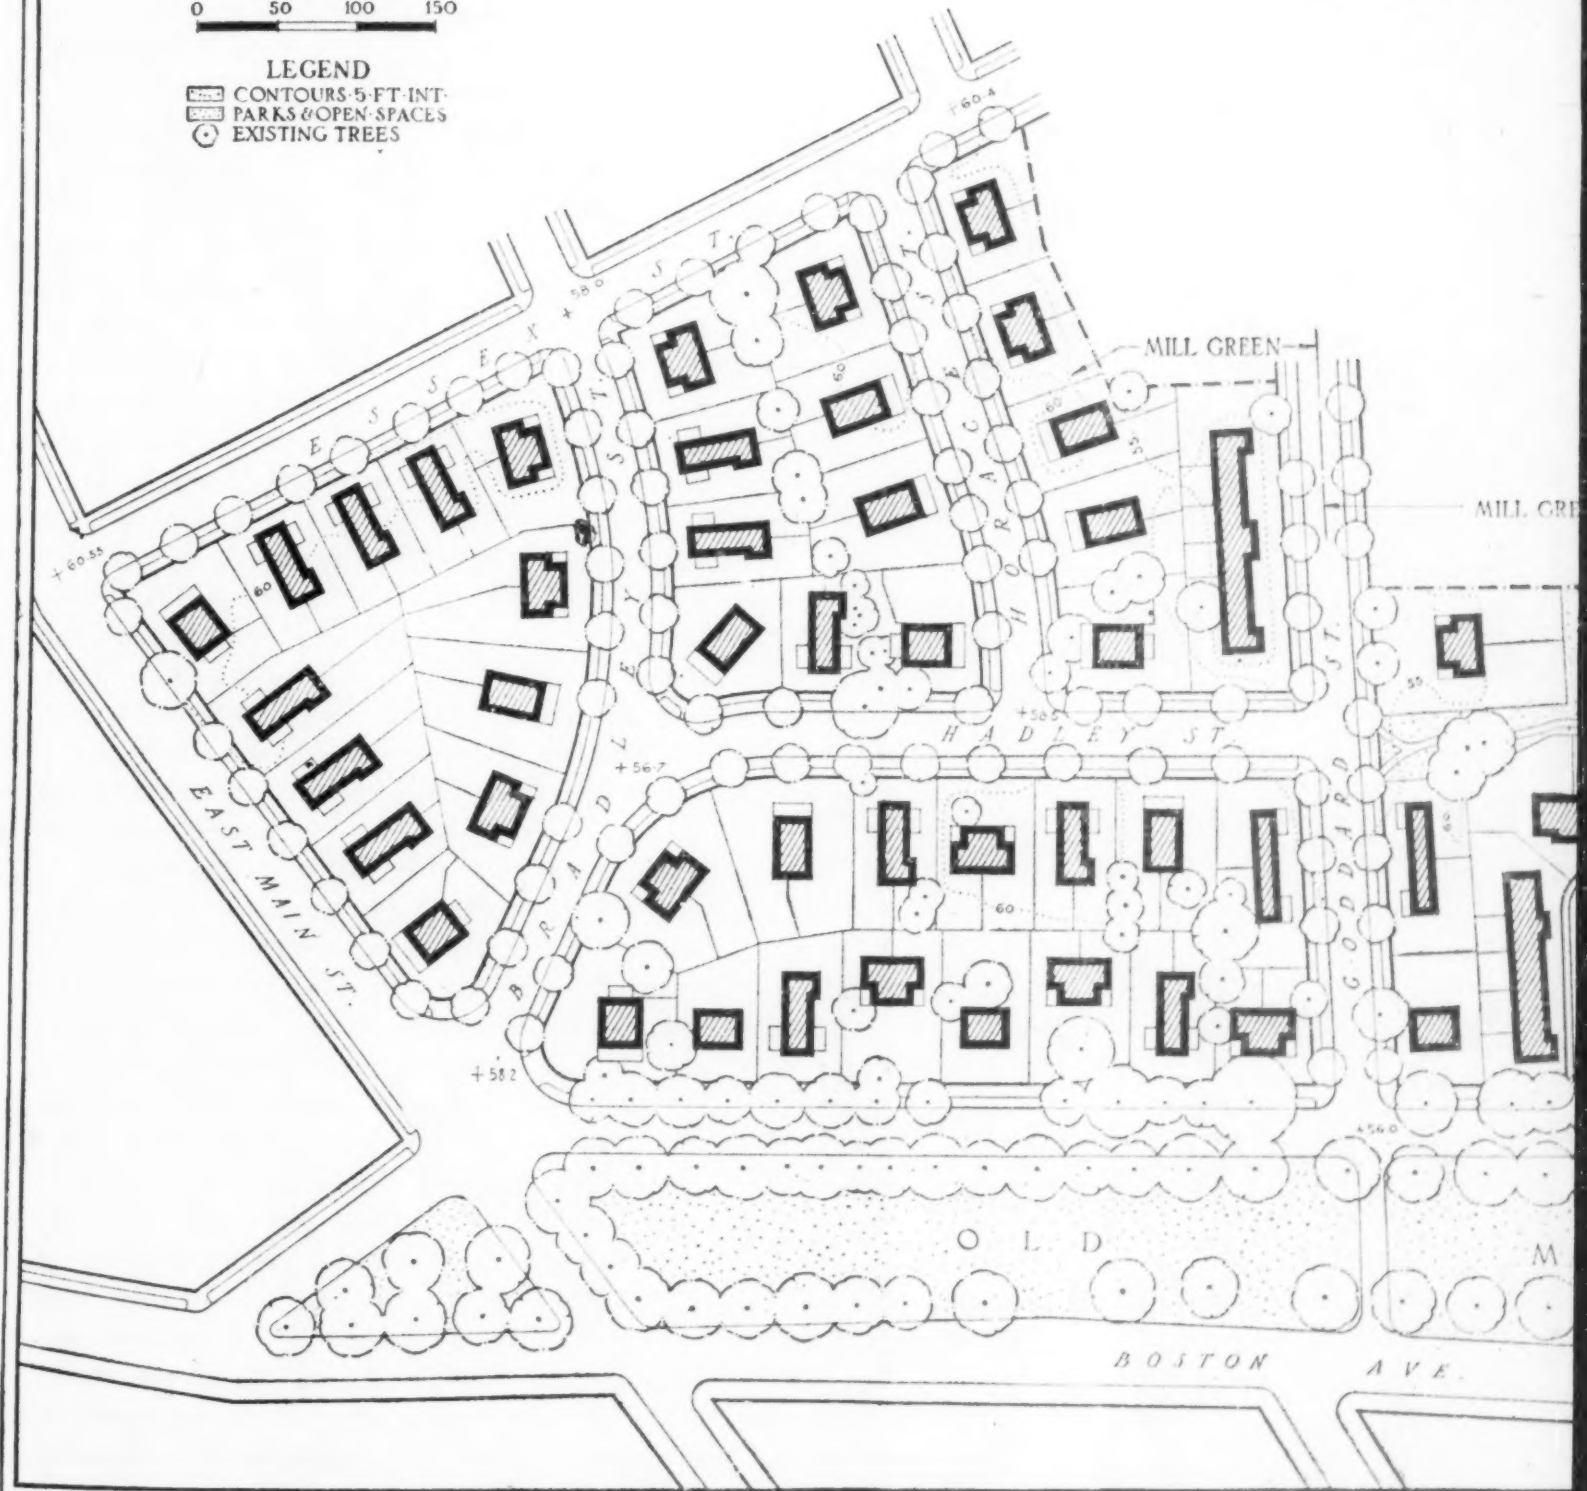 0 50 100 150
LEGEND
CONTOURS·5·FT·INT·
PARKS & OPEN·SPACES
EXISTING TREES
+60.4
+58.0
ESSEX ST.
MILL GREEN
MILL GRE
+60.55
60
60
60
55
BRADLEY ST.
HORACE ST.
HADLEY ST.
+56.7
55
60
60
EAST MAIN ST.
GODDARD ST.
+58.2
+56.0
OLD
M
BOSTON AVE.